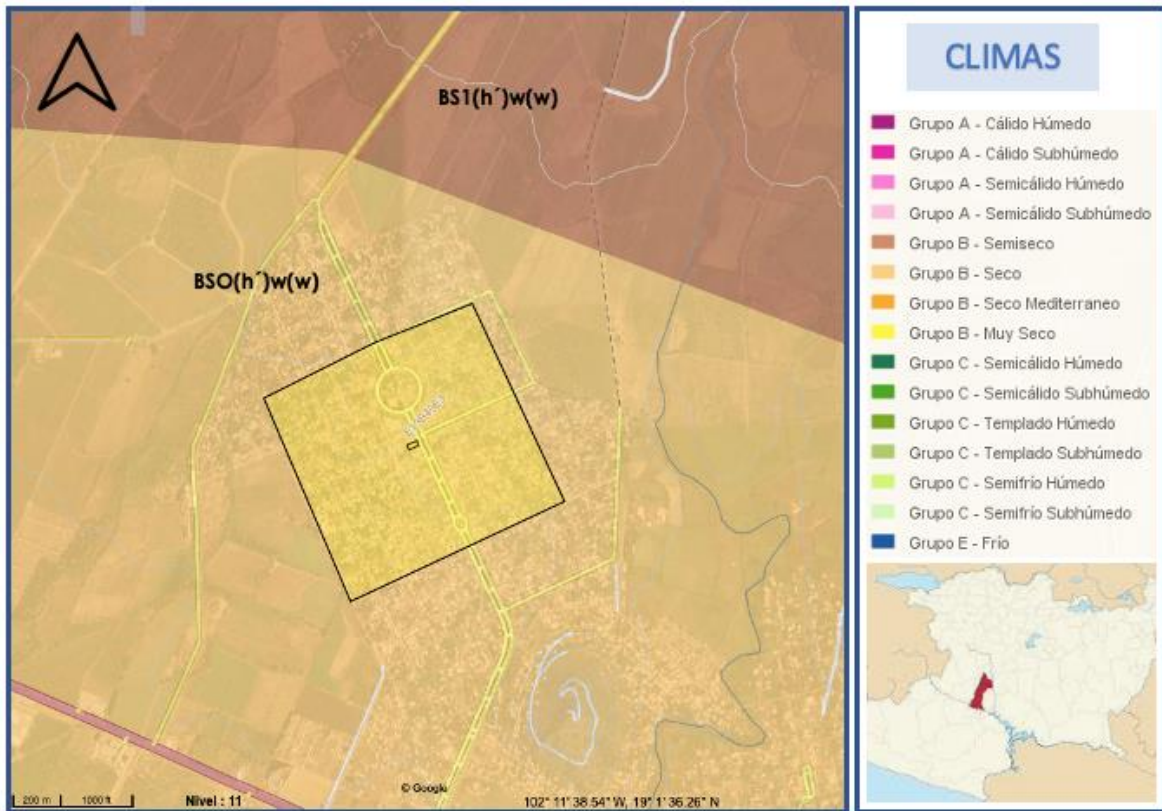 BS1(h´)w(w)
BSO(h´)w(w)
200 m
1000 ft
Nivel : 11
© Google
102° 11' 38.54" W, 19° 1' 36.26" N
CLIMAS
Grupo A - Cálido Húmedo
Grupo A - Cálido Subhúmedo
Grupo A - Semicálido Húmedo
Grupo A - Semicálido Subhúmedo
Grupo B - Semiseco
Grupo B - Seco
Grupo B - Seco Mediterraneo
Grupo B - Muy Seco
Grupo C - Semicálido Húmedo
Grupo C - Semicálido Subhúmedo
Grupo C - Templado Húmedo
Grupo C - Templado Subhúmedo
Grupo C - Semifrío Húmedo
Grupo C - Semifrío Subhúmedo
Grupo E - Frío